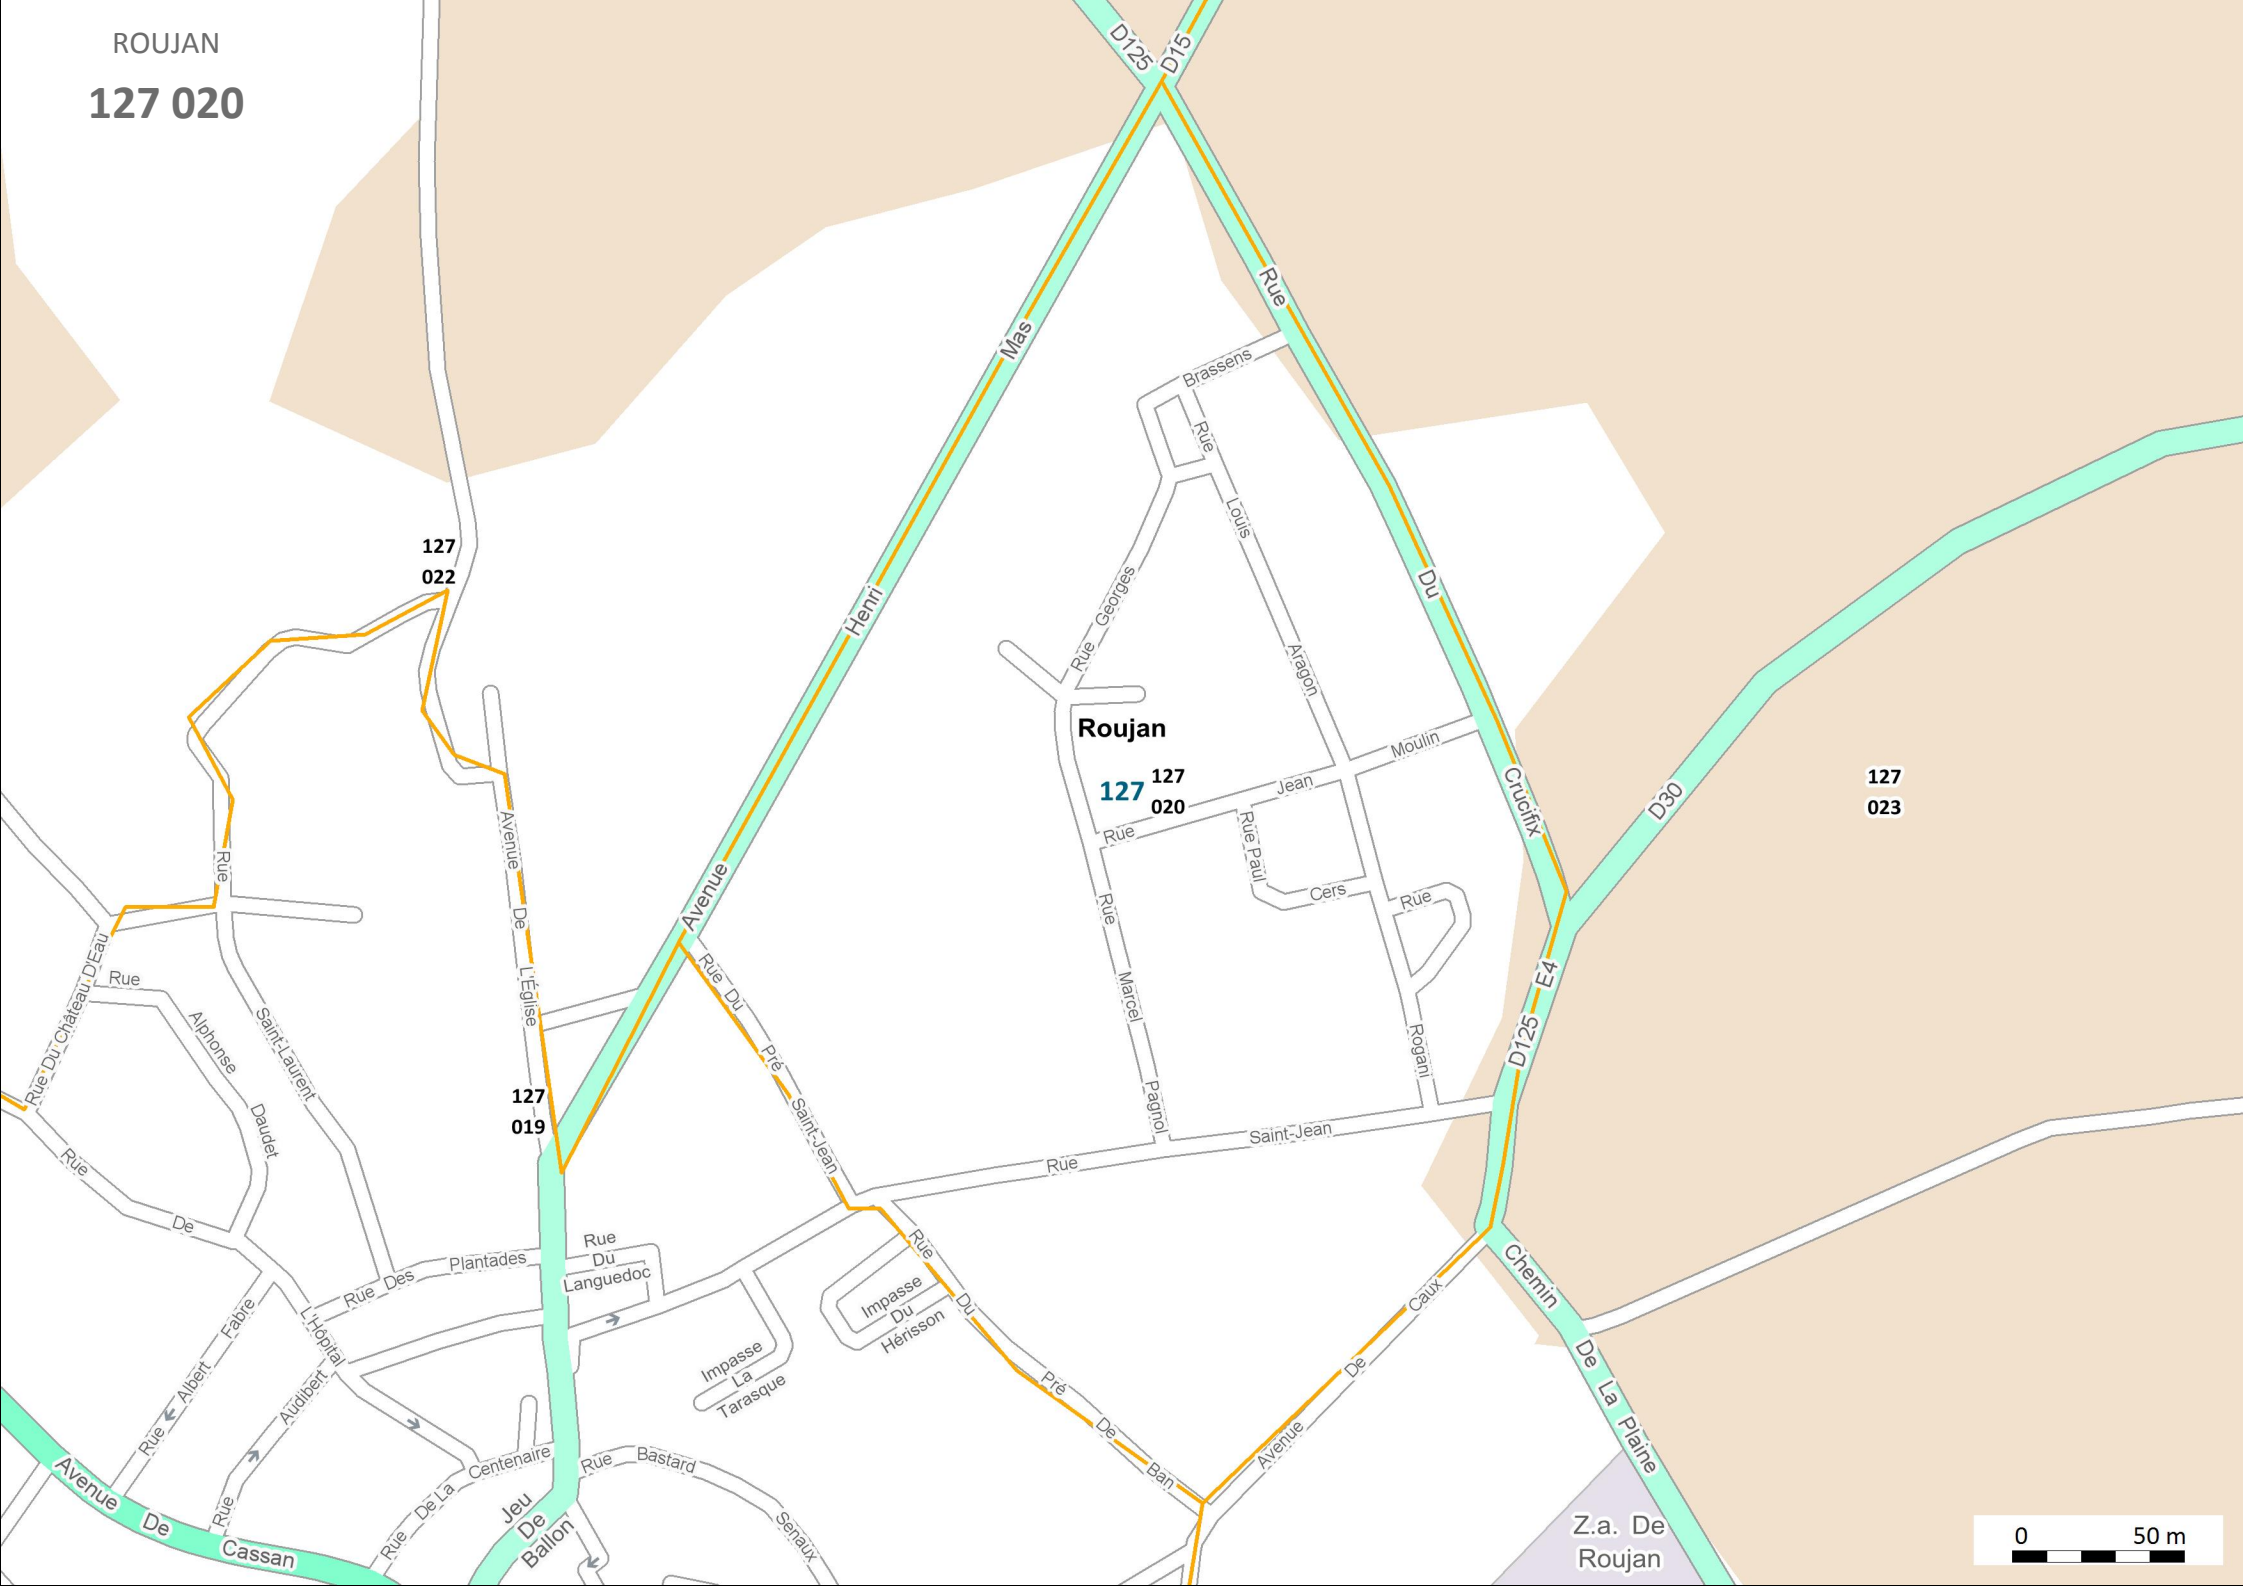 ROUJAN
127 020
D125
D15
Rue
Mas
Brassens
Rue
Louis
127
022
Henri
Du
Rue Georges
Aragon
Roujan
Moulin
127
127
020
Jean
Rue
Crucifix
D30
127
023
Avenue
De
L'Église
Rue
Avenue
Rue Paul
Cers
Rue
Rue
Marcel
Pagnol
E4
D125
Rogani
Rue Du
Pré
Saint-Jean
Rue Du Château D'Eau
Rue
Alphonse
Daudet
Saint-Laurent
127
019
Rue
Saint-Jean
Rue
De
L'Hôpital
Rue Des Plantades
Rue
Du
Languedoc
Rue
Du
Pré
De
Ban
Impasse
Du
Hérisson
Impasse
La
Tarasque
Avenue
De
Caux
Chemin
De
La
Plaine
Rue Albert Fabre
Rue Audibert
Avenue
De
Cassan
Rue De La Centenaire
Jeu
De
Ballon
Rue Bastard
Senaux
Z.a. De
Roujan
0 50 m